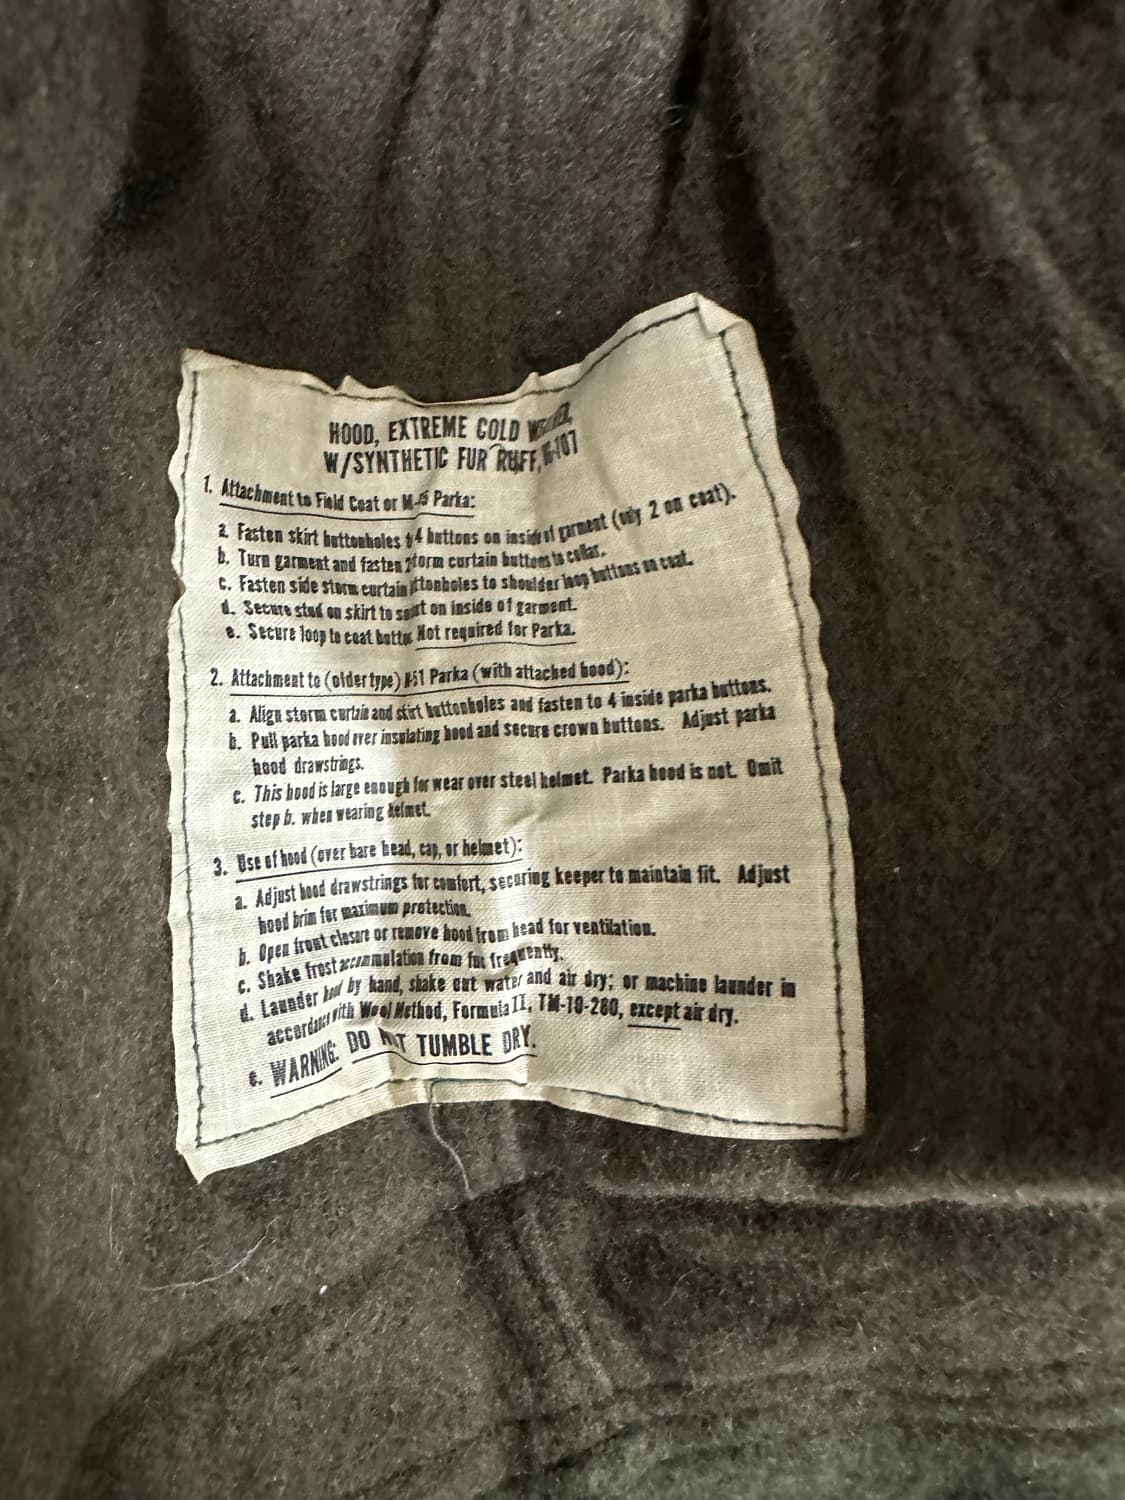 HOOD, EXTREME COLD
W/SYNTHETIC FUR RUFF,
1. Attachment to Field Coat or Parka:
a. Fasten skirt buttonholes 4 buttons on inside of garment (only 2 on coat).
b. Turn garment and fasten storm curtain buttons to collar.
c. Fasten side storm curtain to shoulder loop buttons on coat.
d. Secure stud on skirt to on inside of garment.
e. Secure loop to coat Not required for Parka.
2. Attachment to (older type) Parka (with attached hood):
a. Align storm curtain and skirt buttonholes and fasten to 4 inside parka buttons.
b. Pull parka hood over insulating hood and secure crown buttons. Adjust parka
hood drawstrings.
c. This hood is large enough for wear over steel helmet. Parka hood is not. Omit
step b. when wearing helmet.
3. Use of hood (over bare head, cap, or helmet):
a. Adjust hood drawstrings for comfort, securing keeper to maintain fit. Adjust
hood brim for maximum protection.
b. Open front closure or remove hood from head for ventilation.
c. Shake frost accummulation from fur frequently.
d. Launder by hand, shake out water and air dry; or machine launder in
accordance with Wool Method, Formula II, TM-10-280, except air dry.
e. WARNING: DO NOT TUMBLE DRY.